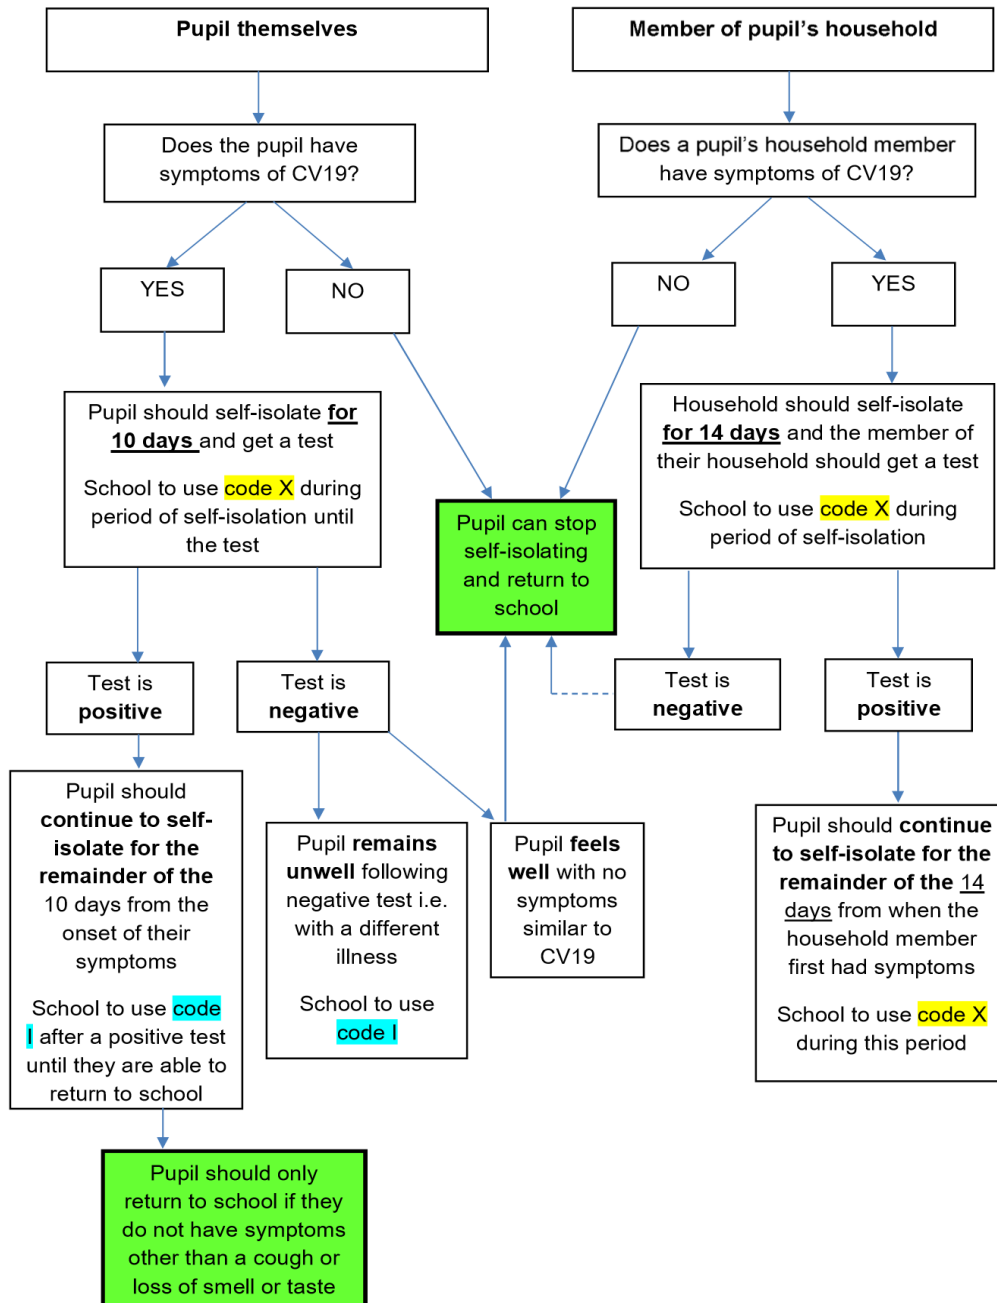 Pupil themselves
Member of pupil's household
Does the pupil have
symptoms of CV19?
Does a pupil's household member
have symptoms of CV19?
YES
NO
NO
YES
Pupil should self-isolate for
10 days and get a test
School to use code X during
period of self-isolation until
the test
Household should self-isolate
for 14 days and the member of
their household should get a test
School to use code X during
period of self-isolation
Pupil can stop
self-isolating
and return to
school
Test is
positive
Test is
negative
Test is
negative
Test is
positive
Pupil should
continue to self-
isolate for the
remainder of the
10 days from the
onset of their
symptoms
School to use code
I after a positive test
until they are able to
return to school
Pupil remains
unwell following
negative test i.e.
with a different
illness
School to use
code I
Pupil feels
well with no
symptoms
similar to
CV19
Pupil should continue
to self-isolate for the
remainder of the 14
days from when the
household member
first had symptoms
School to use code X
during this period
Pupil should only
return to school if they
do not have symptoms
other than a cough or
loss of smell or taste